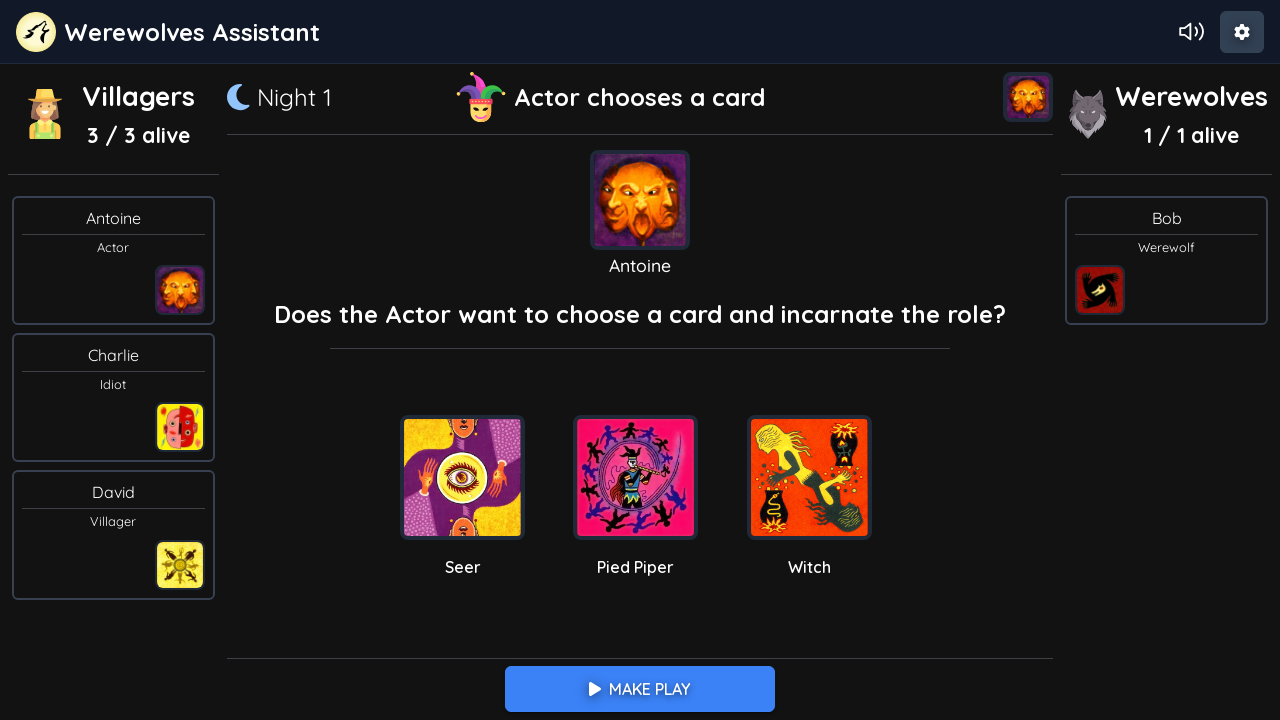 Werewolves Assistant
Villagers
3 / 3 alive
Night 1
Actor chooses a card
Werewolves
1 / 1 alive
Antoine
Actor
Charlie
Idiot
David
Villager
Antoine
Does the Actor want to choose a card and incarnate the role?
Seer
Pied Piper
Witch
MAKE PLAY
Bob
Werewolf